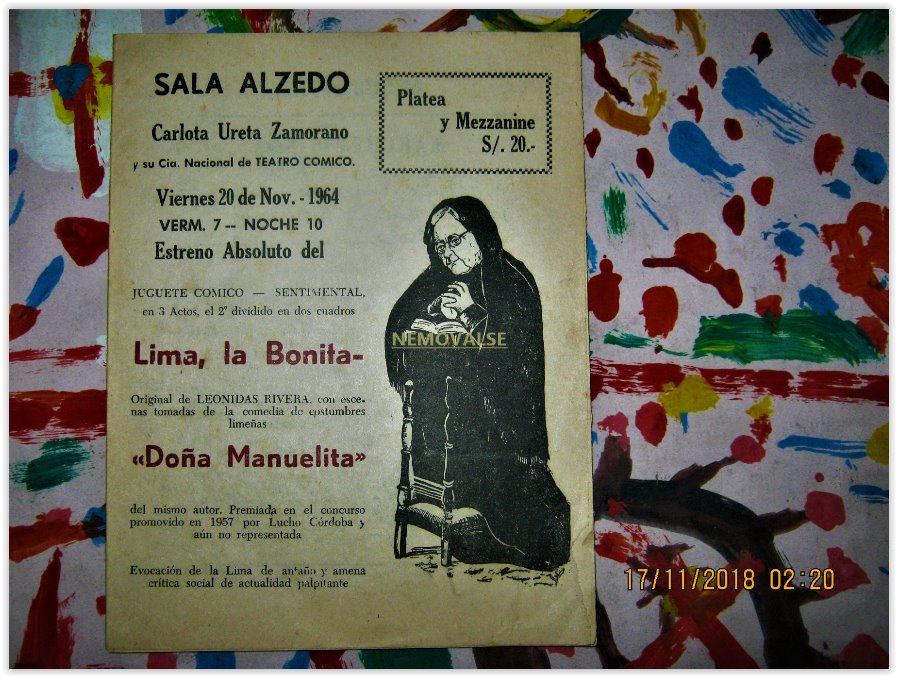 SALA ALZEDO
Carlota Ureta Zamorano
y su Cia. Nacional de TEATRO COMICO.
Viernes 20 de Nov. - 1964
VERM. 7 -- NOCHE 10
Estreno Absoluto del
JUGUETE COMICO — SENTIMENTAL,
en 3 Actos, el 2º dividido en dos cuadros
Lima, la Bonita-
Original de LEONIDAS RIVERA, con esce-
nas tomadas de la comedia de costumbres
limeñas
«Doña Manuelita»
del mismo autor. Premiada en el concurso
promovido en 1957 por Lucho Córdoba y
aún no representada
Evocación de la Lima de antaño y amena
crítica social de actualidad palpitante
Platea
y Mezzanine
S/. 20.-
NEMOVALSE
17/11/2018 02:20